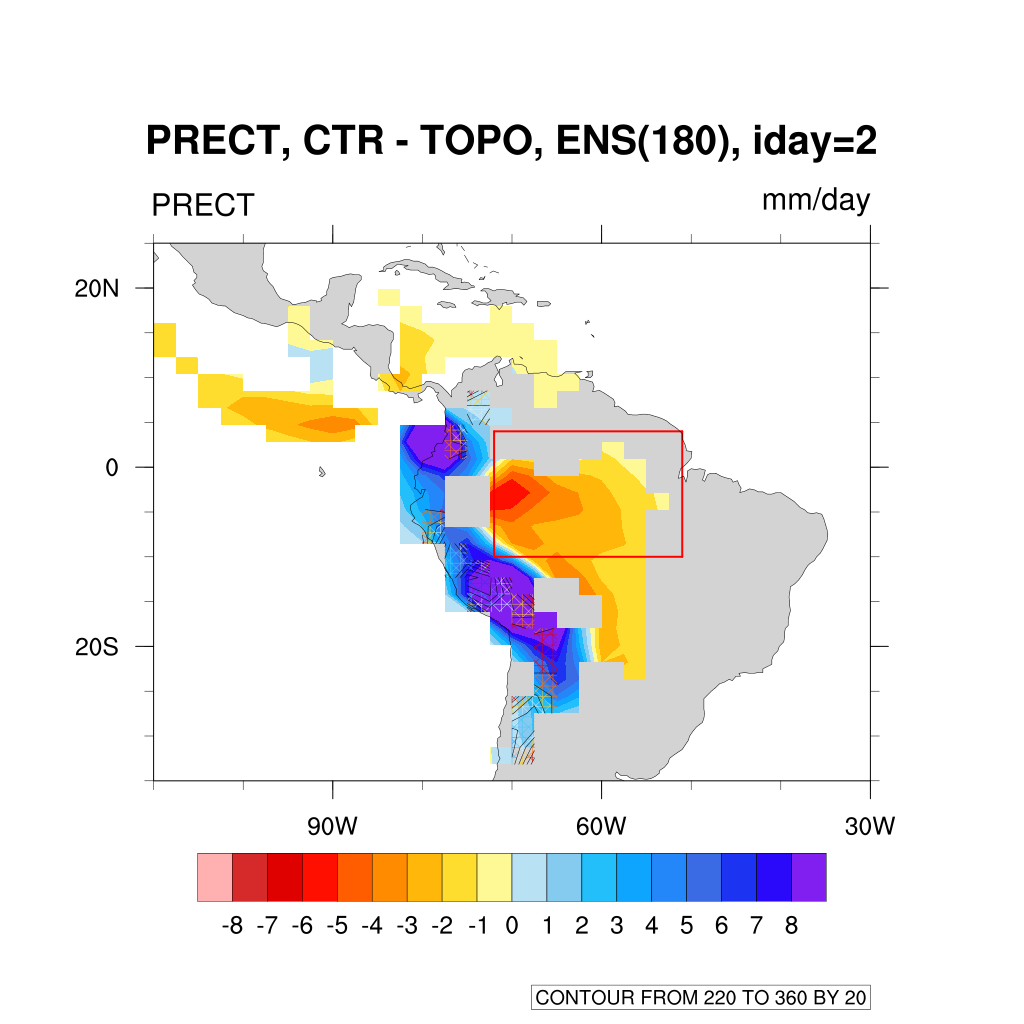 PRECT, CTR - TOPO, ENS(180), iday=2
PRECT mm/day
20N
0
20S
90W 60W 30W
-8 -7 -6 -5 -4 -3 -2 -1 0 1 2 3 4 5 6 7 8
CONTOUR FROM 220 TO 360 BY 20